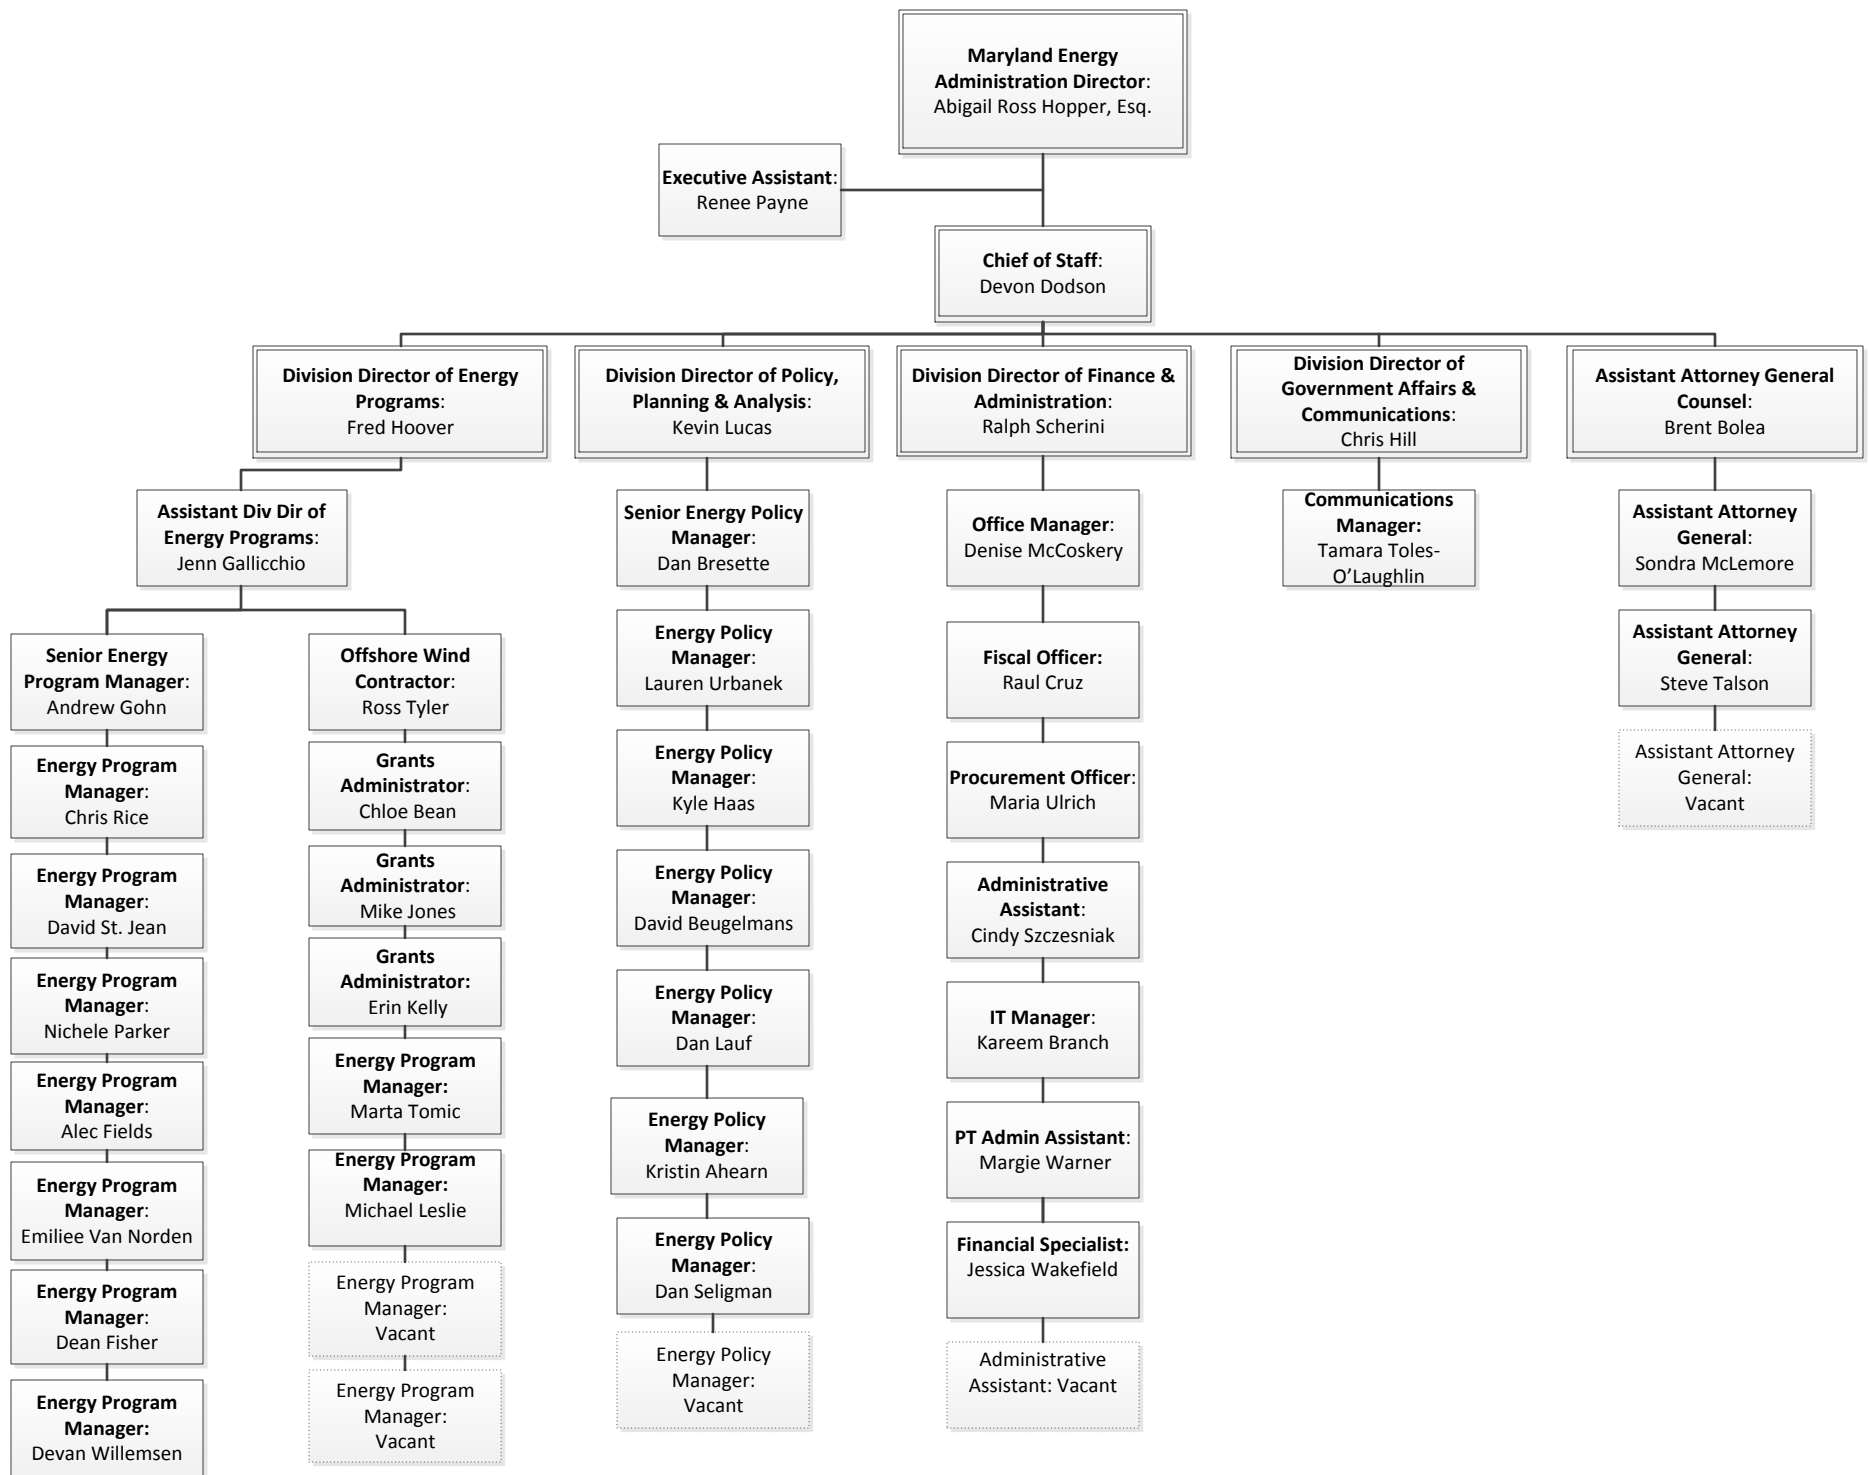 Maryland Energy
Administration Director:
Abigail Ross Hopper, Esq.
Executive Assistant:
Renee Payne
Chief of Staff:
Devon Dodson
Division Director of Energy
Programs:
Fred Hoover
Division Director of Policy,
Planning & Analysis:
Kevin Lucas
Division Director of Finance &
Administration:
Ralph Scherini
Division Director of
Government Affairs &
Communications:
Chris Hill
Assistant Attorney General
Counsel:
Brent Bolea
Assistant Div Dir of
Energy Programs:
Jenn Gallicchio
Senior Energy
Program Manager:
Andrew Gohn
Energy Program
Manager:
Chris Rice
Energy Program
Manager:
David St. Jean
Energy Program
Manager:
Nichele Parker
Energy Program
Manager:
Alec Fields
Energy Program
Manager:
Emiliee Van Norden
Energy Program
Manager:
Dean Fisher
Energy Program
Manager:
Devan Willemsen
Offshore Wind
Contractor:
Ross Tyler
Grants
Administrator:
Chloe Bean
Grants
Administrator:
Mike Jones
Grants
Administrator:
Erin Kelly
Energy Program
Manager:
Marta Tomic
Energy Program
Manager:
Michael Leslie
Energy Program
Manager:
Vacant
Energy Program
Manager:
Vacant
Senior Energy Policy
Manager:
Dan Bresette
Energy Policy
Manager:
Lauren Urbanek
Energy Policy
Manager:
Kyle Haas
Energy Policy
Manager:
David Beugelmans
Energy Policy
Manager:
Dan Lauf
Energy Policy
Manager:
Kristin Ahearn
Energy Policy
Manager:
Dan Seligman
Energy Policy
Manager:
Vacant
Office Manager:
Denise McCoskery
Fiscal Officer:
Raul Cruz
Procurement Officer:
Maria Ulrich
Administrative
Assistant:
Cindy Szczesniak
IT Manager:
Kareem Branch
PT Admin Assistant:
Margie Warner
Financial Specialist:
Jessica Wakefield
Administrative
Assistant: Vacant
Communications
Manager:
Tamara Toles-
O’Laughlin
Assistant Attorney
General:
Sondra McLemore
Assistant Attorney
General:
Steve Talson
Assistant Attorney
General:
Vacant